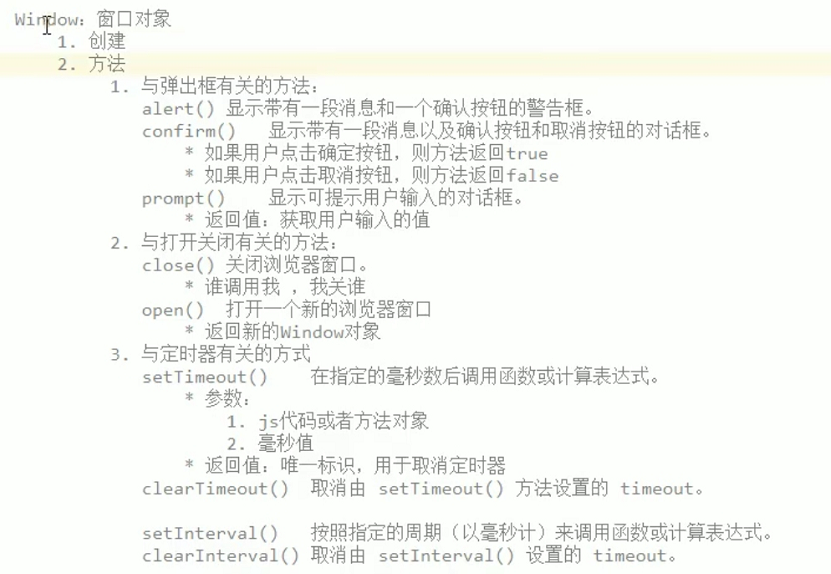 Window: 窗口对象
1. 创建
2. 方法
1. 与弹出框有关的方法:
alert() 显示带有一段消息和一个确认按钮的警告框。
confirm() 显示带有一段消息以及确认按钮和取消按钮的对话框。
* 如果用户点击确定按钮，则方法返回true
* 如果用户点击取消按钮，则方法返回false
prompt() 显示可提示用户输入的对话框。
* 返回值：获取用户输入的值
2. 与打开关闭有关的方法:
close() 关闭浏览器窗口。
* 谁调用我 ，我关谁
open() 打开一个新的浏览器窗口
* 返回新的Window对象
3. 与定时器有关的方式
setTimeout() 在指定的毫秒数后调用函数或计算表达式。
* 参数：
1. js代码或者方法对象
2. 毫秒值
* 返回值：唯一标识，用于取消定时器
clearTimeout() 取消由 setTimeout() 方法设置的 timeout。
setInterval() 按照指定的周期（以毫秒计）来调用函数或计算表达式。
clearInterval() 取消由 setInterval() 设置的 timeout。